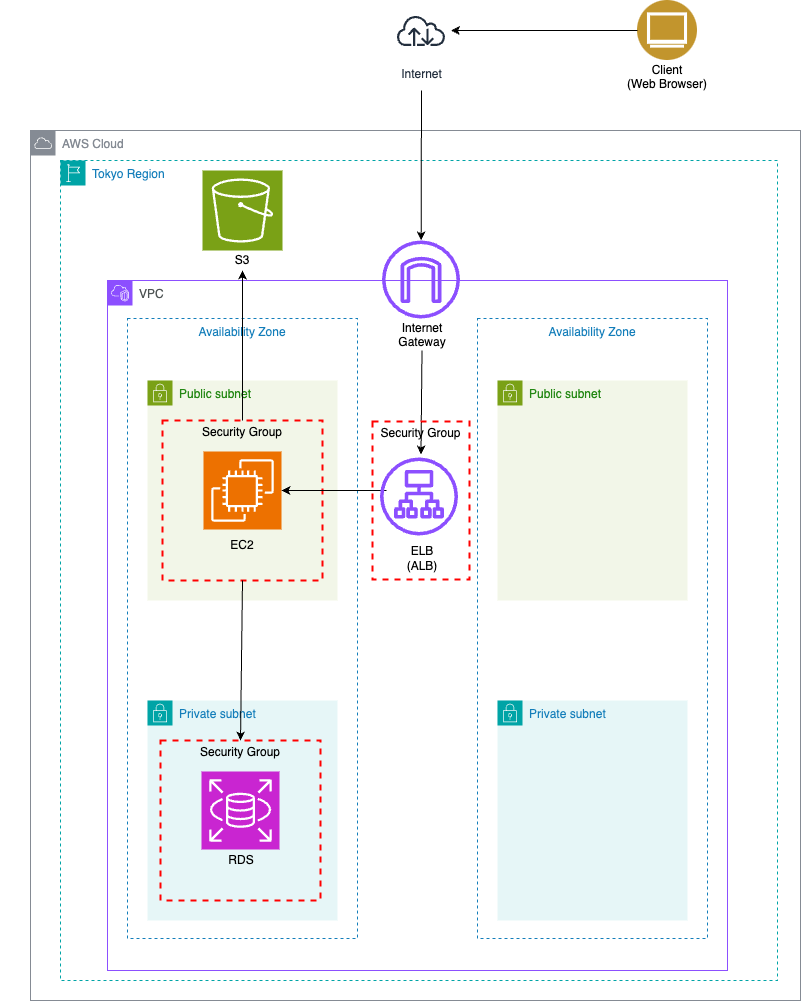 Client
(Web Browser)
Internet
AWS Cloud
Tokyo Region
S3
VPC
Internet
Gateway
Availability Zone
Availability Zone
Public subnet
Public subnet
Security Group
Security Group
EC2
ELB
(ALB)
Private subnet
Private subnet
Security Group
RDS